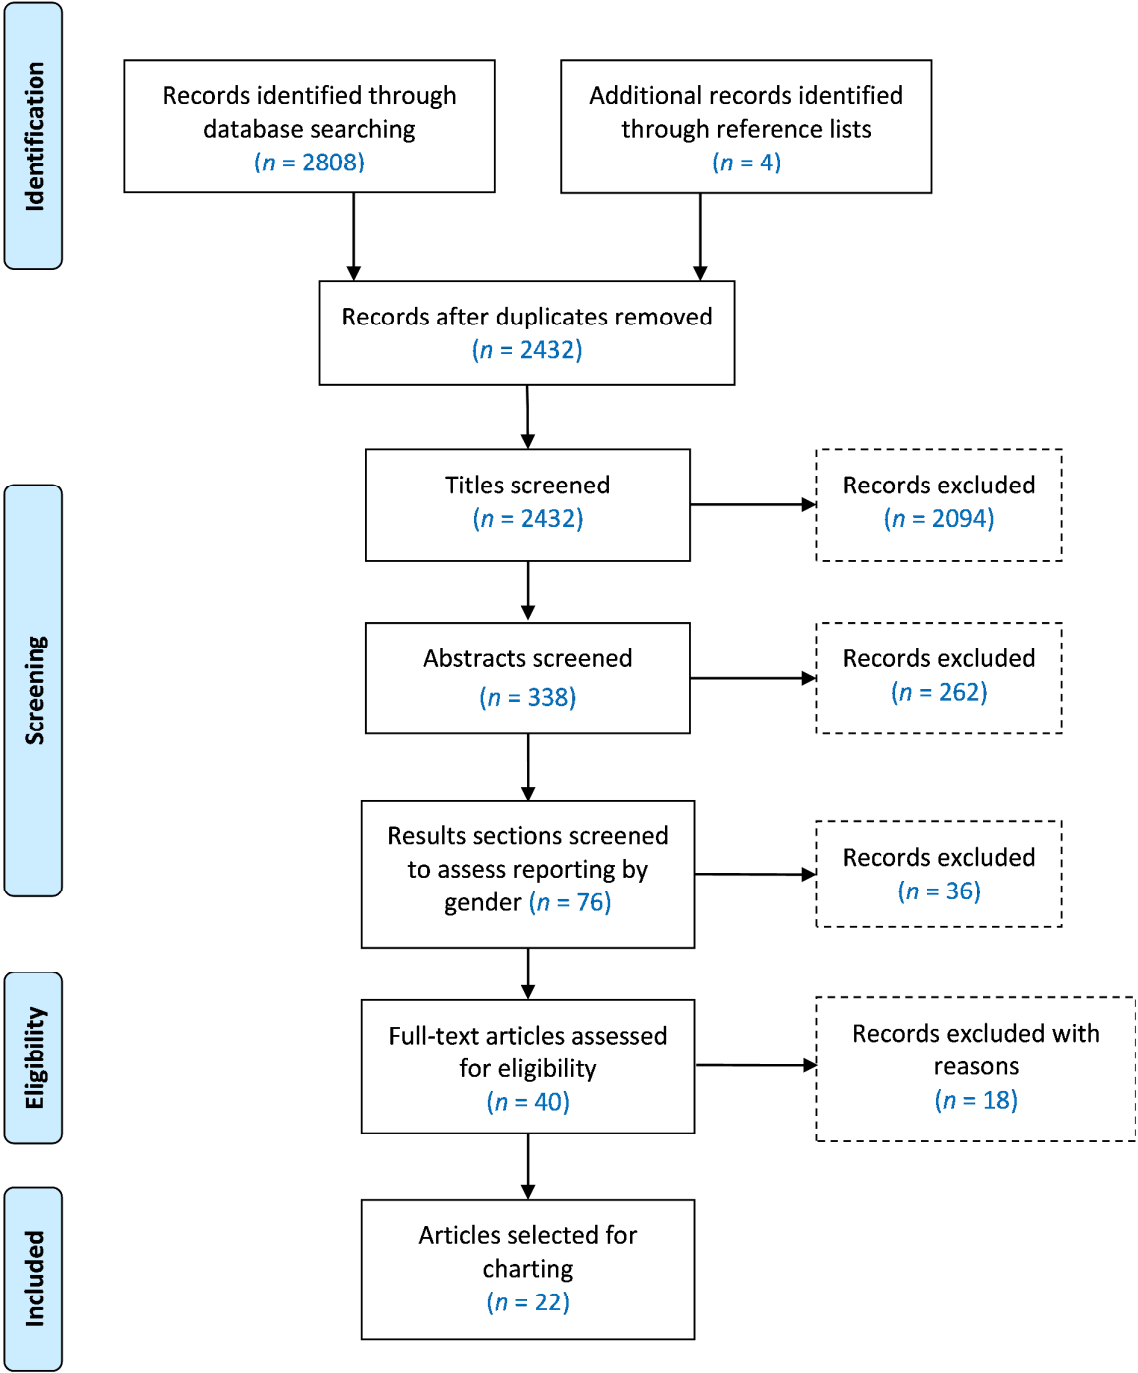 Identification
Records identified through
database searching
(n = 2808)
Additional records identified
through reference lists
(n = 4)
Records after duplicates removed
(n = 2432)
Screening
Titles screened
(n = 2432)
Records excluded
(n = 2094)
Abstracts screened
(n = 338)
Records excluded
(n = 262)
Results sections screened
to assess reporting by
gender (n = 76)
Records excluded
(n = 36)
Eligibility
Full-text articles assessed
for eligibility
(n = 40)
Records excluded with
reasons
(n = 18)
Included
Articles selected for
charting
(n = 22)